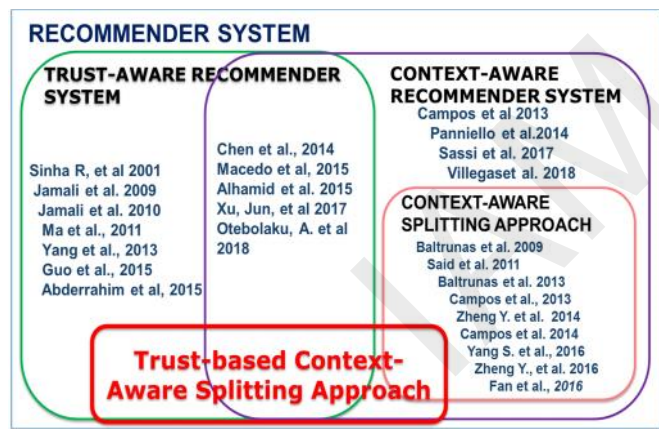 RECOMMENDER SYSTEM
TRUST-AWARE RECOMMENDER
SYSTEM
Sinha R, et al 2001
Jamali et al. 2009
Jamali et al. 2010
Ma et al., 2011
Yang et al., 2013
Guo et al., 2015
Abderrahim et al, 2015
Chen et al., 2014
Macedo et al, 2015
Alhamid et al. 2015
Xu, Jun, et al 2017
Otebolaku, A. et al
2018
CONTEXT-AWARE
RECOMMENDER SYSTEM
Campos et al 2013
Panniello et al.2014
Sassi et al. 2017
Villegaset al. 2018
CONTEXT-AWARE
SPLITTING APPROACH
Baltrunas et al. 2009
Said et al. 2011
Baltrunas et al. 2013
Campos et al., 2013
Zheng Y. et al. 2014
Campos et al. 2014
Yang S. et al., 2016
Zheng Y., et al. 2016
Fan et al., 2016
Trust-based Context-
Aware Splitting Approach